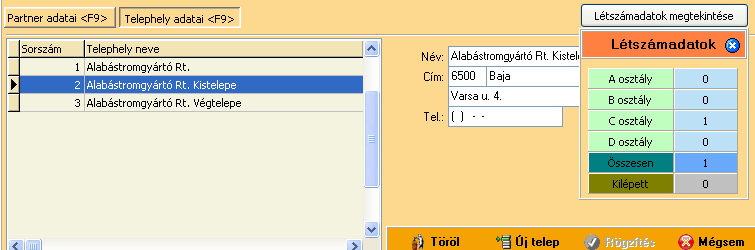 Partner adatai <F9>
Telephely adatai <F9>
Létszámadatok megtekintése
Sorszám Telephely neve
1 Alabástromgyártó Rt.
2 Alabástromgyártó Rt. Kistelepe
3 Alabástromgyártó Rt. Végtelepe
Név: Alabástromgyártó Rt. Kistele
Cím: 6500 Baja
Varsa u. 4.
Tel.: ( ) - -
Létszámadatok
A osztály 0
B osztály 0
C osztály 1
D osztály 0
Összesen 1
Kilépett 0
Töröl Új telep Rögzítés Mégsem